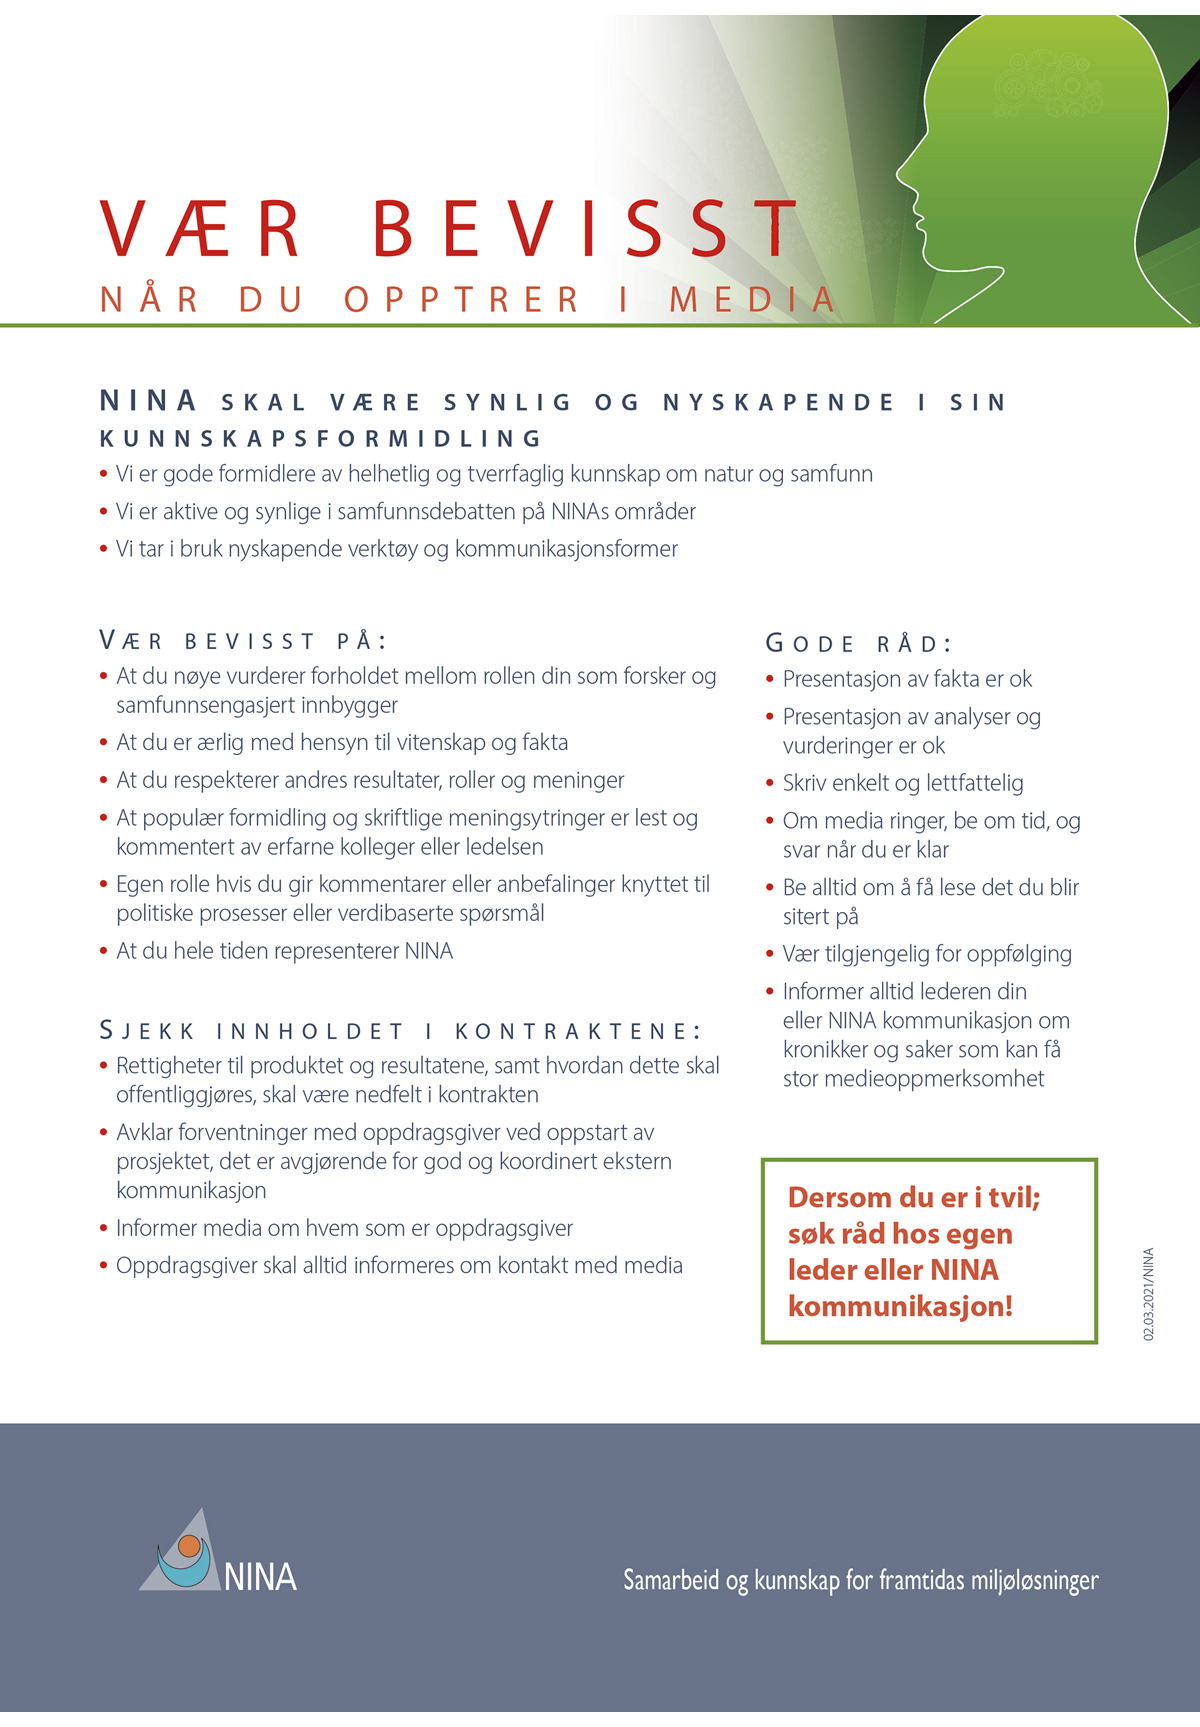 VÆR BEVISST
NÅR DU OPPTRER I MEDIA
NINA SKAL VÆRE SYNLIG OG NYSKAPENDE I SIN
KUNNSKAPSFORMIDLING
• Vi er gode formidlere av helhetlig og tverrfaglig kunnskap om natur og samfunn
• Vi er aktive og synlige i samfunnsdebatten på NINAs områder
• Vi tar i bruk nyskapende verktøy og kommunikasjonsformer
VÆR BEVISST PÅ:
• At du nøye vurderer forholdet mellom rollen din som forsker og
samfunnsengasjert innbygger
• At du er ærlig med hensyn til vitenskap og fakta
• At du respekterer andres resultater, roller og meninger
• At populær formidling og skriftlige meningsytringer er lest og
kommentert av erfarne kolleger eller ledelsen
• Egen rolle hvis du gir kommentarer eller anbefalinger knyttet til
politiske prosesser eller verdibaserte spørsmål
• At du hele tiden representerer NINA
SJEKK INNHOLDET I KONTRAKTENE:
• Rettigheter til produktet og resultatene, samt hvordan dette skal
offentliggjøres, skal være nedfelt i kontrakten
• Avklar forventninger med oppdragsgiver ved oppstart av
prosjektet, det er avgjørende for god og koordinert ekstern
kommunikasjon
• Informer media om hvem som er oppdragsgiver
• Oppdragsgiver skal alltid informeres om kontakt med media
GODE RÅD:
• Presentasjon av fakta er ok
• Presentasjon av analyser og
vurderinger er ok
• Skriv enkelt og lettfattelig
• Om media ringer, be om tid, og
svar når du er klar
• Be alltid om å få lese det du blir
sitert på
• Vær tilgjengelig for oppfølging
• Informer alltid lederen din
eller NINA kommunikasjon om
kronikker og saker som kan få
stor medieoppmerksomhet
Dersom du er i tvil;
søk råd hos egen
leder eller NINA
kommunikasjon!
02.03.2021/NINA
NINA
Samarbeid og kunnskap for framtidas miljøløsninger